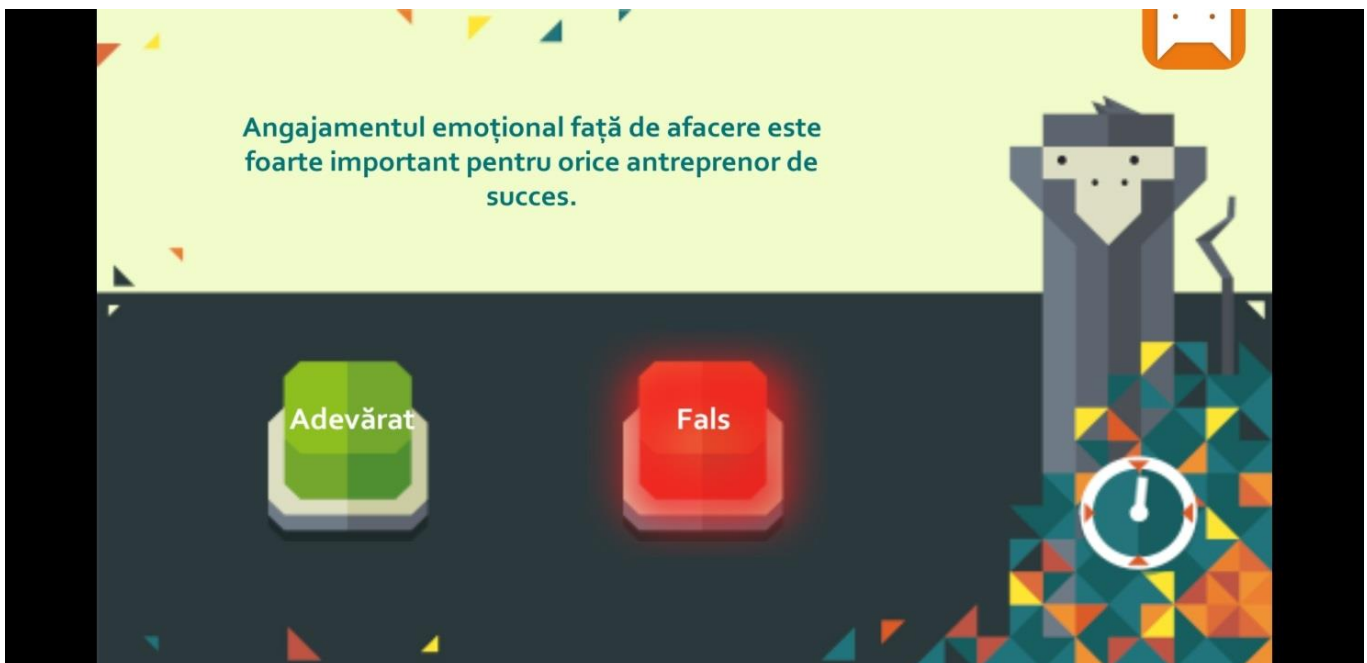 Angajamentul emoțional față de afacere este
foarte important pentru orice antreprenor de
succes.
Adevărat
Fals